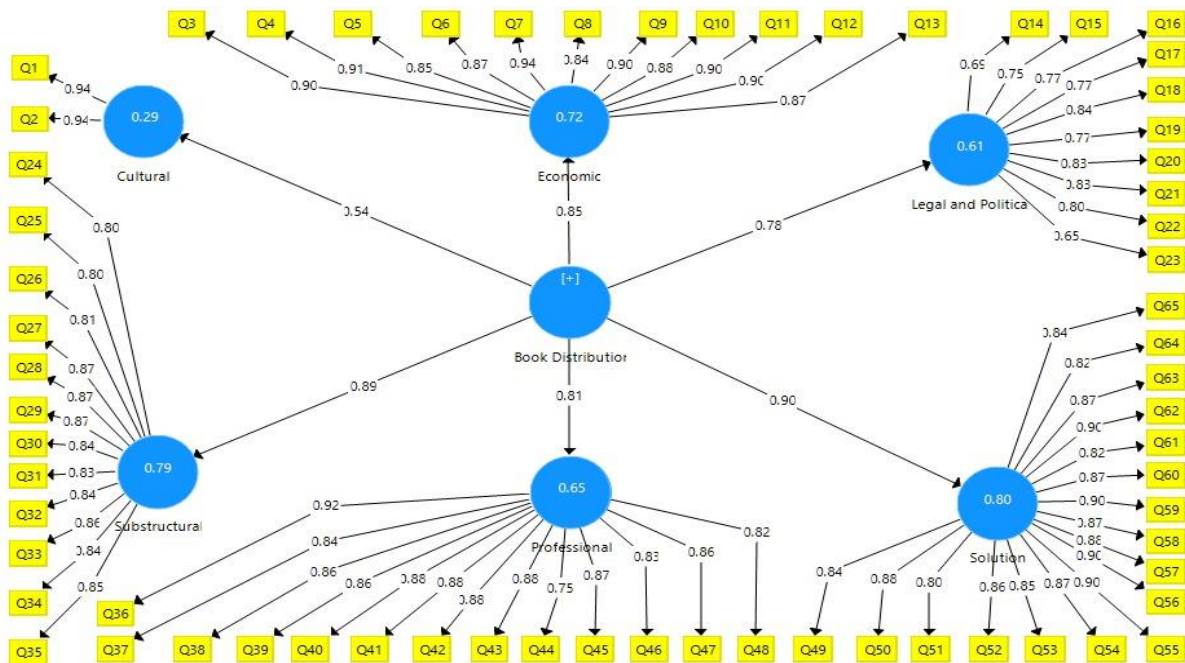 Q3 Q4 Q5 Q6 Q7 Q8 Q9 Q10 Q11 Q12 Q13 Q14 Q15 Q16
Q1
Q2
0.94
0.94
0.29
Cultural
0.90
0.91
0.85
0.87
0.94
0.84
0.90
0.88
0.90
0.90
0.87
0.72
Economic
0.69
0.75
0.77
0.77
0.84
0.77
0.83
0.83
0.80
0.65
0.61
Legal and Politica
Q17
Q18
Q19
Q20
Q21
Q22
Q23
0.54
0.85
0.78
[+]
Book Distribution
0.89
0.81
0.90
Q24
Q25
Q26
Q27
Q28
Q29
Q30
Q31
Q32
Q33
Q34
Q35
0.80
0.80
0.81
0.87
0.87
0.87
0.84
0.83
0.84
0.86
0.84
0.85
0.79
Substructural
0.65
Professional
0.92
0.84
0.86
0.86
0.88
0.88
0.88
0.88
0.75
0.87
0.83
0.86
0.82
Q36
Q37 Q38 Q39 Q40 Q41 Q42 Q43 Q44 Q45 Q46 Q47 Q48
0.80
Solution
Q65
Q64
Q63
Q62
Q61
Q60
Q59
Q58
Q57
Q56
0.84
0.82
0.87
0.90
0.82
0.87
0.90
0.87
0.88
0.90
0.84
0.88
0.80
0.86
0.85
0.87
0.90
Q49 Q50 Q51 Q52 Q53 Q54 Q55